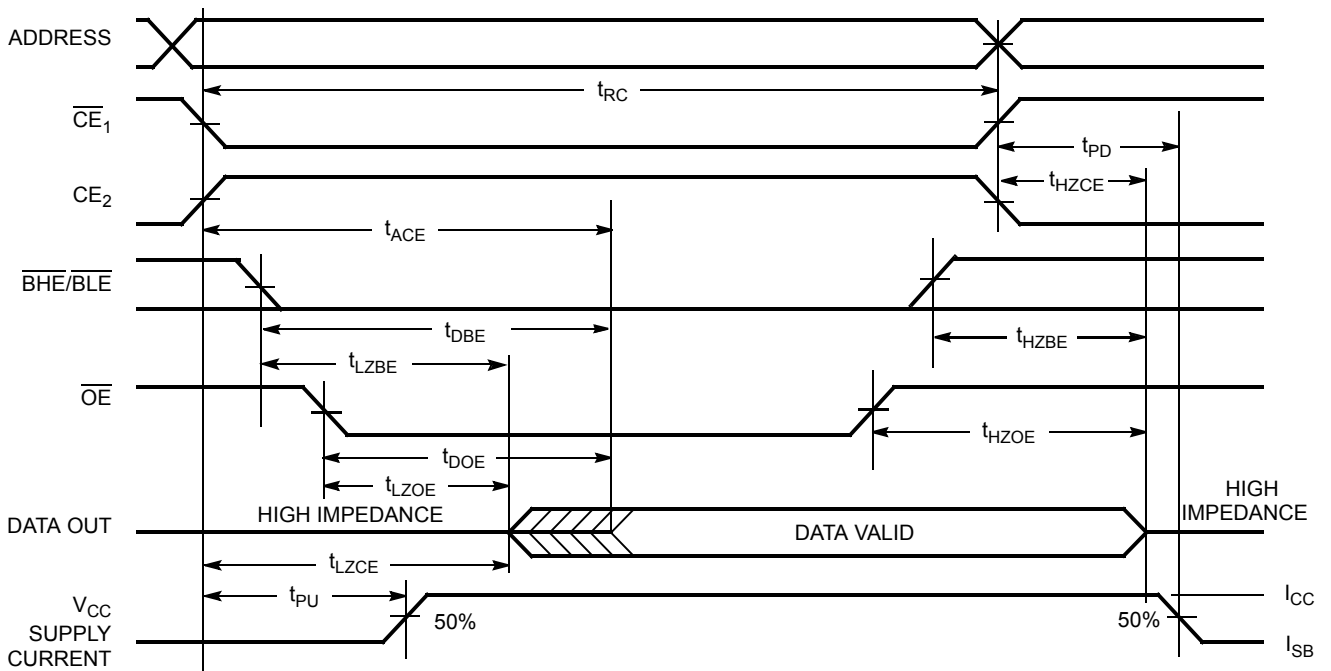 ADDRESS
tRC
CE1
tPD
tHZCE
CE2
tACE
BHE/BLE
tDBE
tHZBE
tLZBE
OE
tHZOE
tDOE
tLZOE
HIGH IMPEDANCE
HIGH
IMPEDANCE
DATA OUT
DATA VALID
tLZCE
tPU
VCC
SUPPLY
CURRENT
50%
50%
ICC
ISB